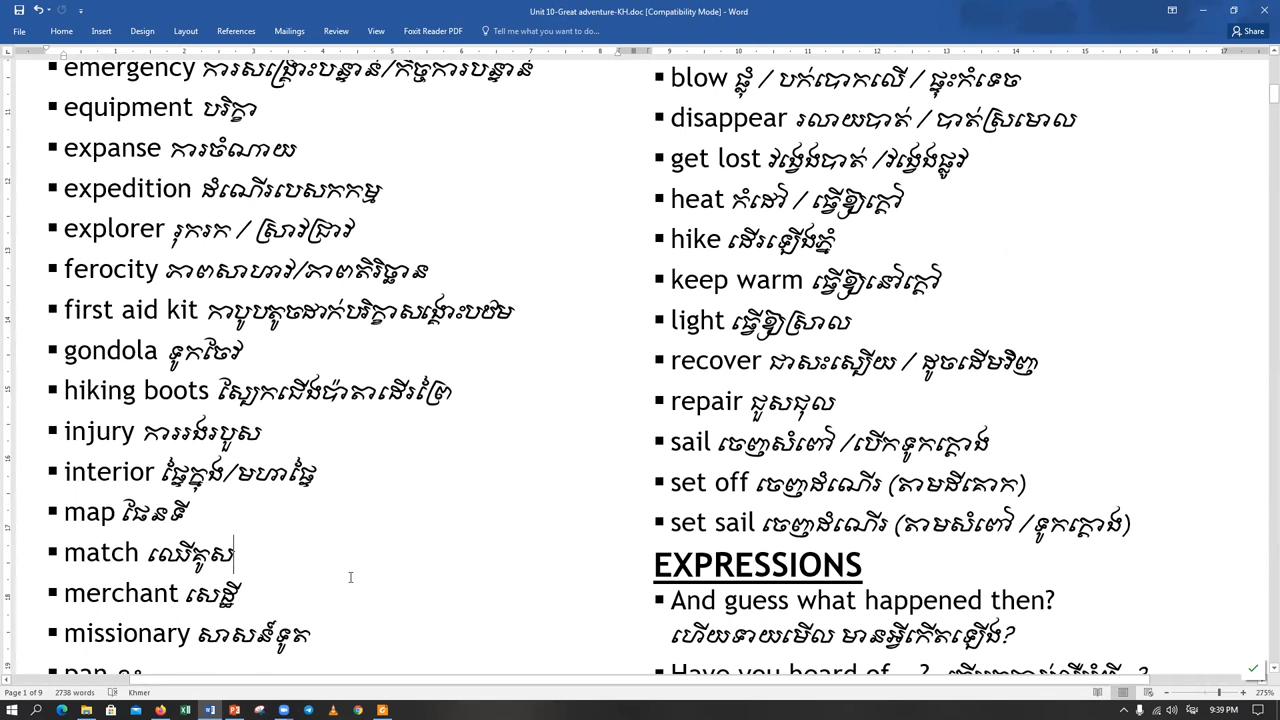 Unit 10-Great adventure-KH.doc [Compatibility Mode] - Word
File Home Insert Design Layout References Mailings Review View Foxit Reader PDF Tell me what you want to do... Share
emergency ការសង្គ្រោះបន្ទាន់/កិច្ចការបន្ទាន់
equipment បរិក្ខា
expanse ការចំណាយ
expedition ដំណើរបេសកកម្ម
explorer រុករក / ស្រាវជ្រាវ
ferocity ភាពសាហាវ/ភាពតិរិច្ឆាន
first aid kit កាបូបតូចដាក់បរិក្ខាសង្គ្រោះបឋម
gondola ទូកចែវ
hiking boots ស្បែកជើងប៉ាតាដើរព្រៃ
injury ការរងរបួស
interior ផ្ទៃក្នុង/មហាផ្ទៃ
map ផែនទី
match ឈើគូស
merchant សេដ្ឋី
missionary សាសន៍ទូត
pan
blow ផ្លុំ / បក់បោកលើ / ផ្ទុះកំទេច
disappear រលាយបាត់ / បាត់ស្រមោល
get lost វង្វេងបាត់ /វង្វេងផ្លូវ
heat កំដៅ / ធ្វើឱ្យក្តៅ
hike ដើរឡើងភ្នំ
keep warm ធ្វើឱ្យនៅក្តៅ
light ធ្វើឱ្យស្រាល
recover ជាសះស្បើយ / ដូចដើមវិញ
repair ជួសជុល
sail ចេញសំពៅ /បើកទូកក្តោង
set off ចេញដំណើរ (តាមដីគោក)
set sail ចេញដំណើរ (តាមសំពៅ /ទូកក្តោង)
EXPRESSIONS
And guess what happened then?
ហើយទាយមើល មានអ្វីកើតឡើង?
Have you heard of...?
Page 1 of 9 2738 words Khmer 275%
9:39 PM